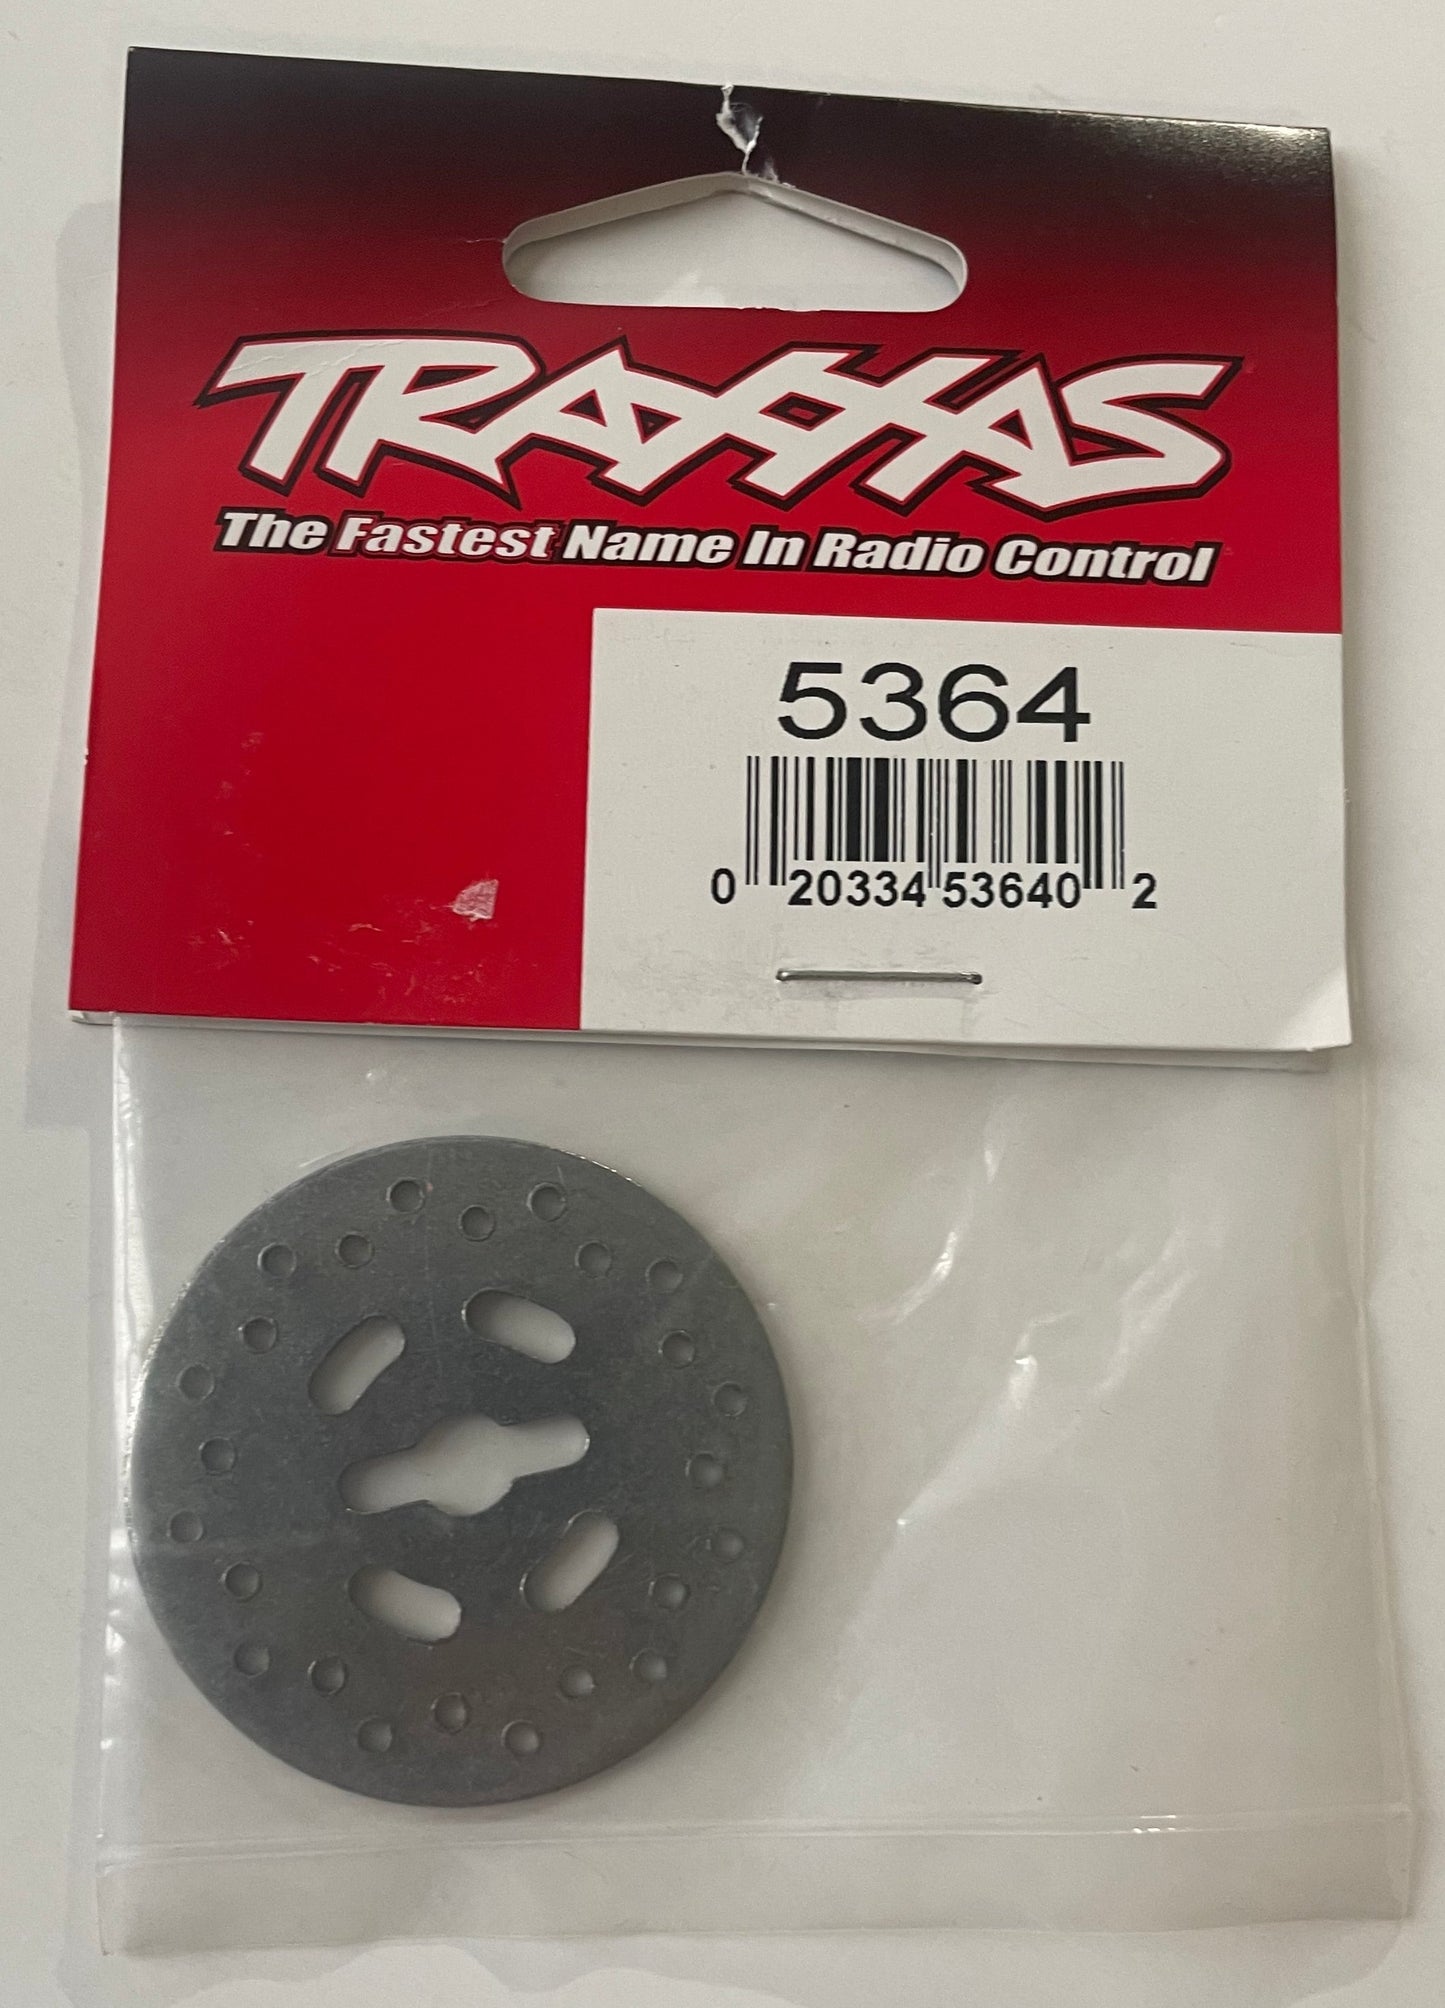 TRAXXAS
The Fastest Name In Radio Control
5364
0 20334 53640 2